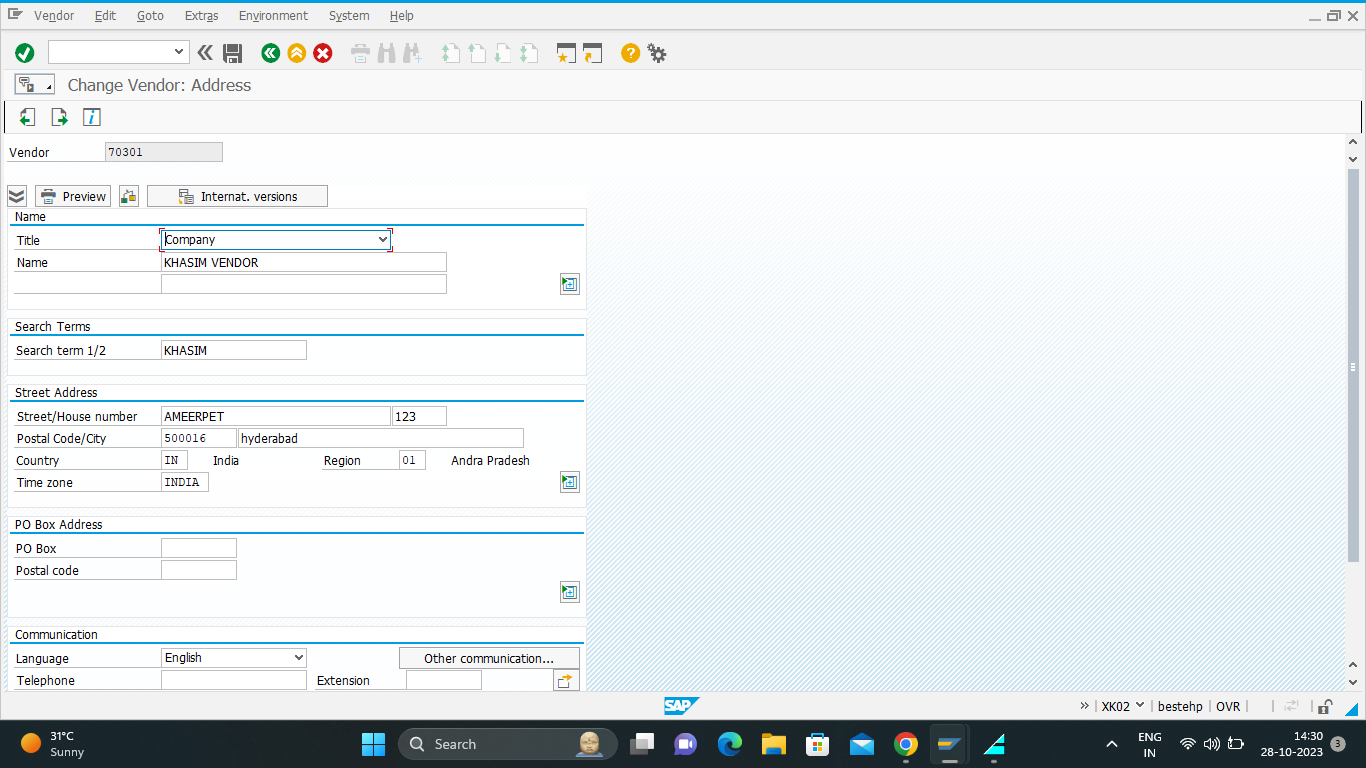 Vendor Edit Goto Extras Environment System Help
Change Vendor: Address
Vendor 70301
Preview Internat. versions
Name
Title Company
Name KHASIM VENDOR
Search Terms
Search term 1/2 KHASIM
Street Address
Street/House number AMEERPET 123
Postal Code/City 500016 hyderabad
Country IN India Region 01 Andra Pradesh
Time zone INDIA
PO Box Address
PO Box
Postal code
Communication
Language English Other communication...
Telephone Extension
SAP XK02 bestehp OVR
31°C
Sunny
Search
ENG
IN
14:30
28-10-2023
3